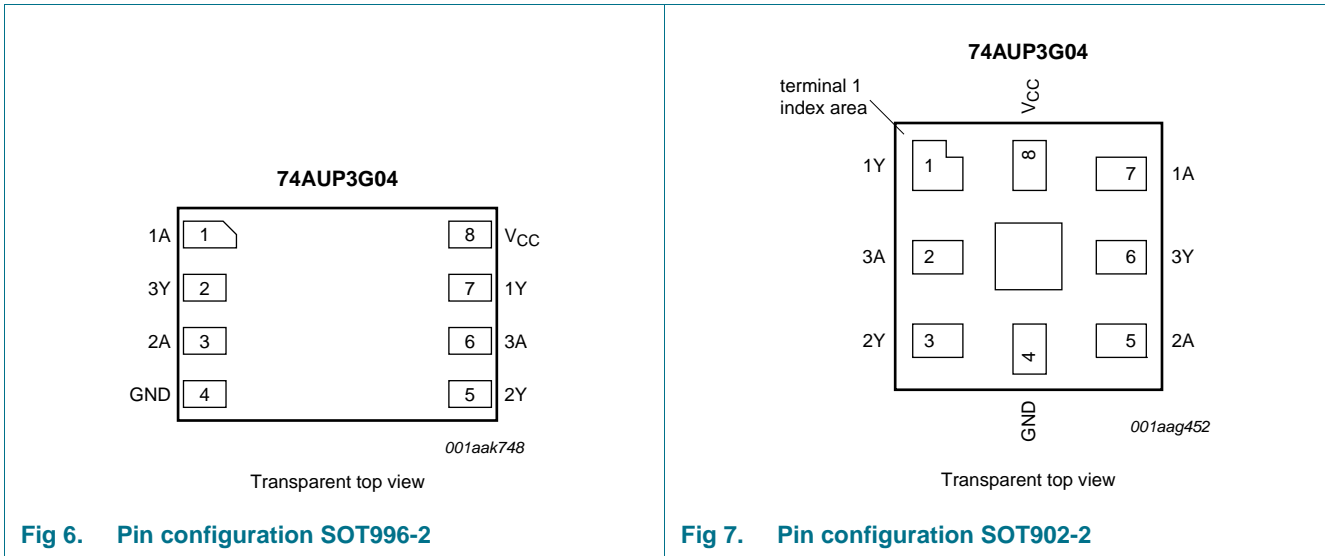 74AUP3G04
1A 1 8 VCC
3Y 2 7 1Y
2A 3 6 3A
GND 4 5 2Y
001aak748
Transparent top view
Fig 6. Pin configuration SOT996-2
74AUP3G04
terminal 1
index area
VCC
1Y 1 8 7 1A
3A 2 6 3Y
2Y 3 4 5 2A
GND
001aag452
Transparent top view
Fig 7. Pin configuration SOT902-2